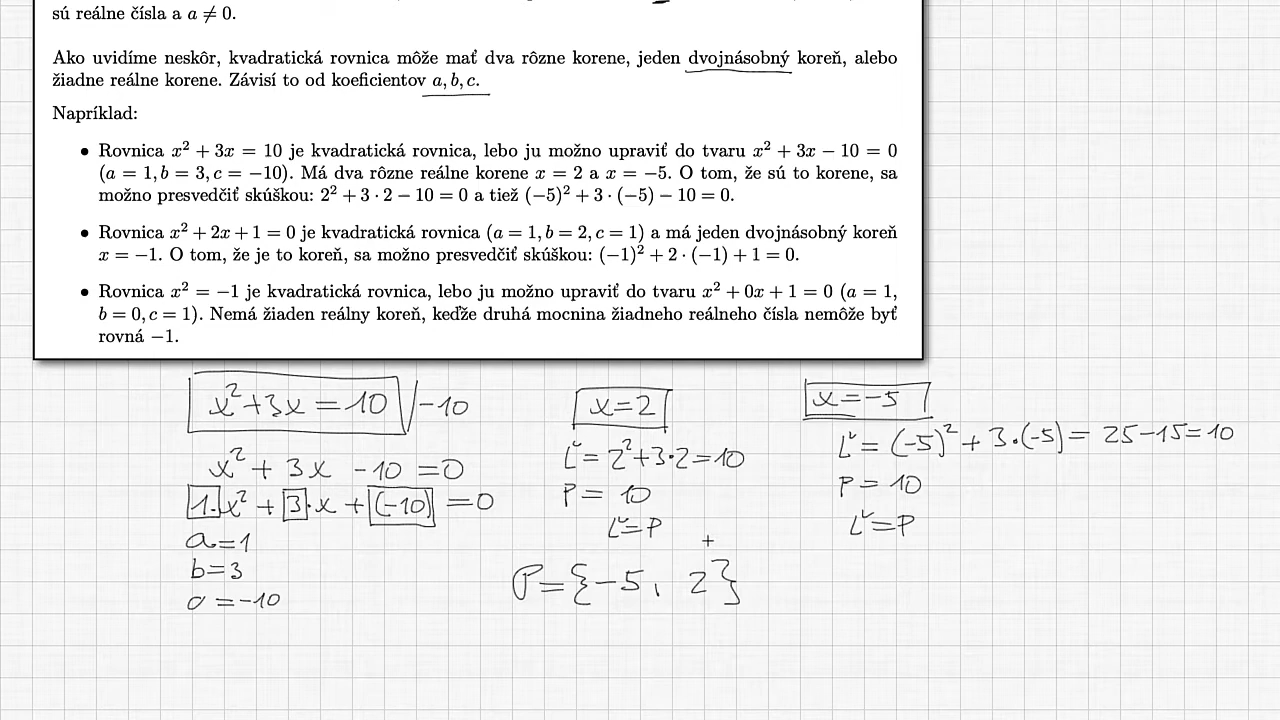 sú reálne čísla a a ≠ 0.
Ako uvidíme neskôr, kvadratická rovnica môže mať dva rôzne korene, jeden dvojnásobný koreň, alebo
žiadne reálne korene. Závisí to od koeficientov a, b, c.
Napríklad:
• Rovnica x² + 3x = 10 je kvadratická rovnica, lebo ju možno upraviť do tvaru x² + 3x − 10 = 0
(a = 1, b = 3, c = −10). Má dva rôzne reálne korene x = 2 a x = −5. O tom, že sú to korene, sa
možno presvedčiť skúškou: 2² + 3 · 2 − 10 = 0 a tiež (−5)² + 3 · (−5) − 10 = 0.
• Rovnica x² + 2x + 1 = 0 je kvadratická rovnica (a = 1, b = 2, c = 1) a má jeden dvojnásobný koreň
x = −1. O tom, že je to koreň, sa možno presvedčiť skúškou: (−1)² + 2 · (−1) + 1 = 0.
• Rovnica x² = −1 je kvadratická rovnica, lebo ju možno upraviť do tvaru x² + 0x + 1 = 0 (a = 1,
b = 0, c = 1). Nemá žiaden reálny koreň, keďže druhá mocnina žiadneho reálneho čísla nemôže byť
rovná −1.
x²+3x = 10 /−10
x² + 3x − 10 = 0
1·x² + 3·x + (−10) = 0
a=1
b=3
c=−10
x=2
Ľ = 2²+3·2=10
P = 10
Ľ=P
x=−5
Ľ = (−5)² + 3·(−5) = 25−15=10
P = 10
Ľ=P
P={−5, 2}